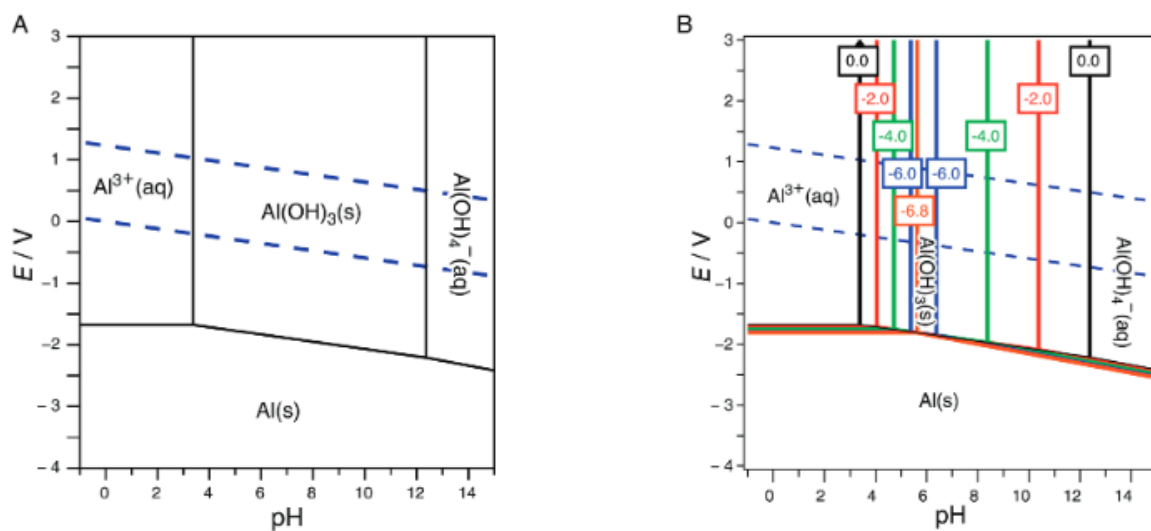 A
3
2
1
0
−1
−2
−3
−4
E / V
Al³⁺(aq)
Al(OH)₃(s)
Al(OH)₄⁻(aq)
Al(s)
0 2 4 6 8 10 12 14
pH
B
3
2
1
0
−1
−2
−3
−4
E / V
0.0 0.0
-2.0 -2.0
-4.0 -4.0
-6.0 -6.0
-6.8
Al³⁺(aq)
Al(OH)₃(s)
Al(OH)₄⁻(aq)
Al(s)
0 2 4 6 8 10 12 14
pH